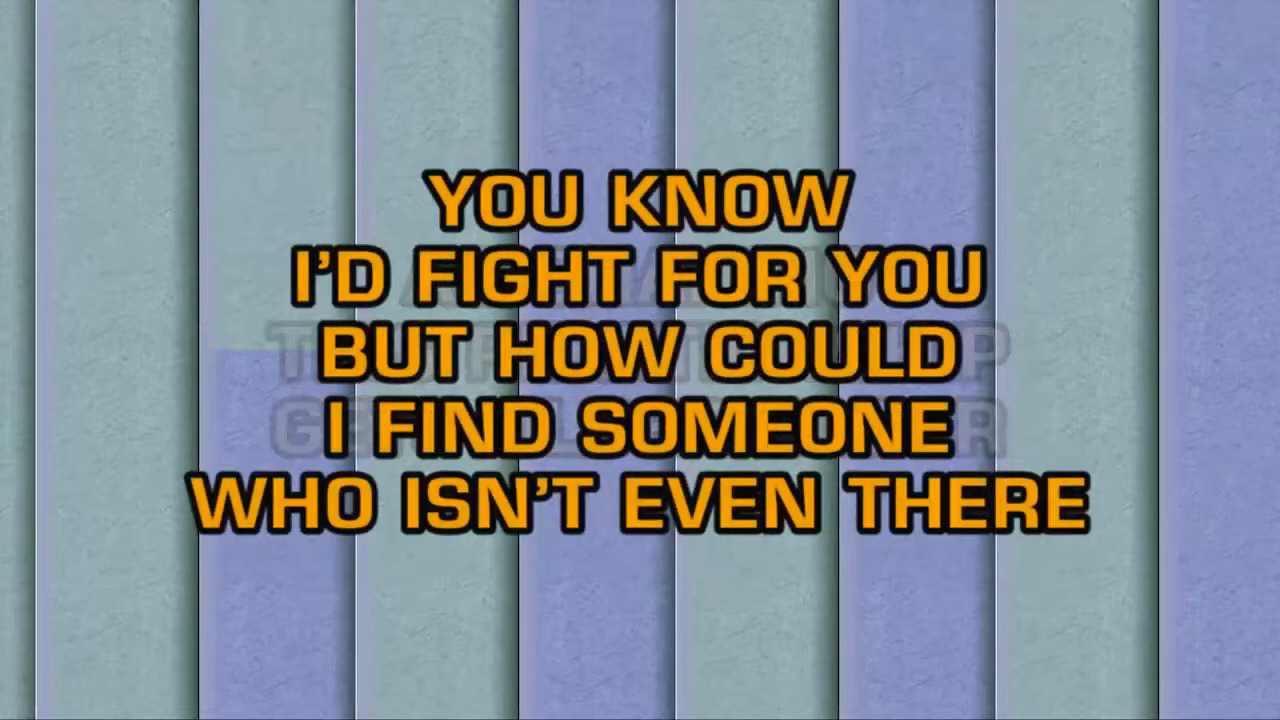 YOU KNOW
I'D FIGHT FOR YOU
BUT HOW COULD
I FIND SOMEONE
WHO ISN'T EVEN THERE